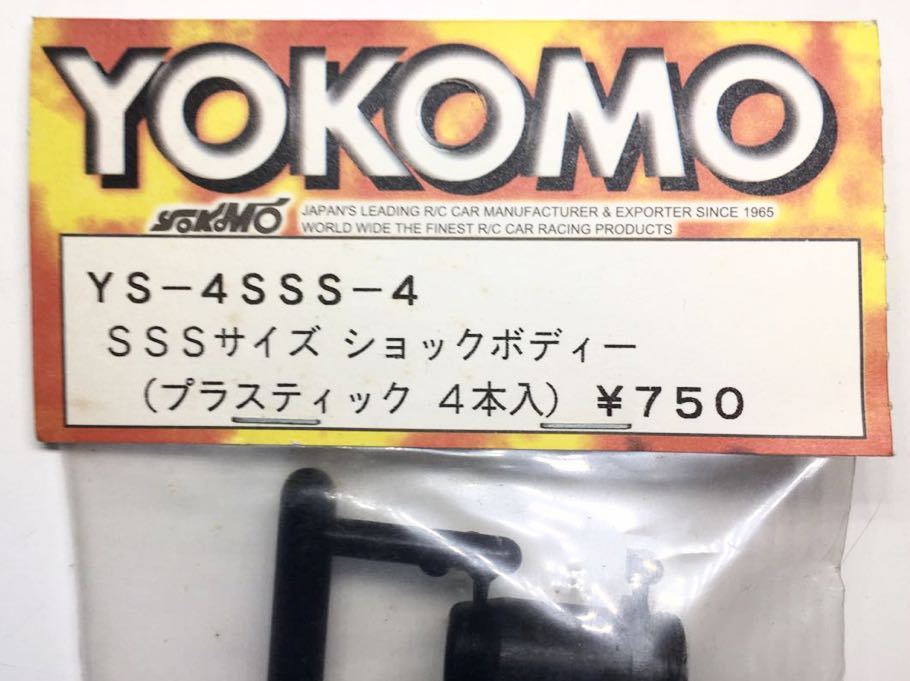 YOKOMO
YOKOMO JAPAN'S LEADING R/C CAR MANUFACTURER & EXPORTER SINCE 1965
WORLD WIDE THE FINEST R/C CAR RACING PRODUCTS
YS-4SSS-4
SSSサイズ ショックボディー
(プラスティック 4本入) ¥750